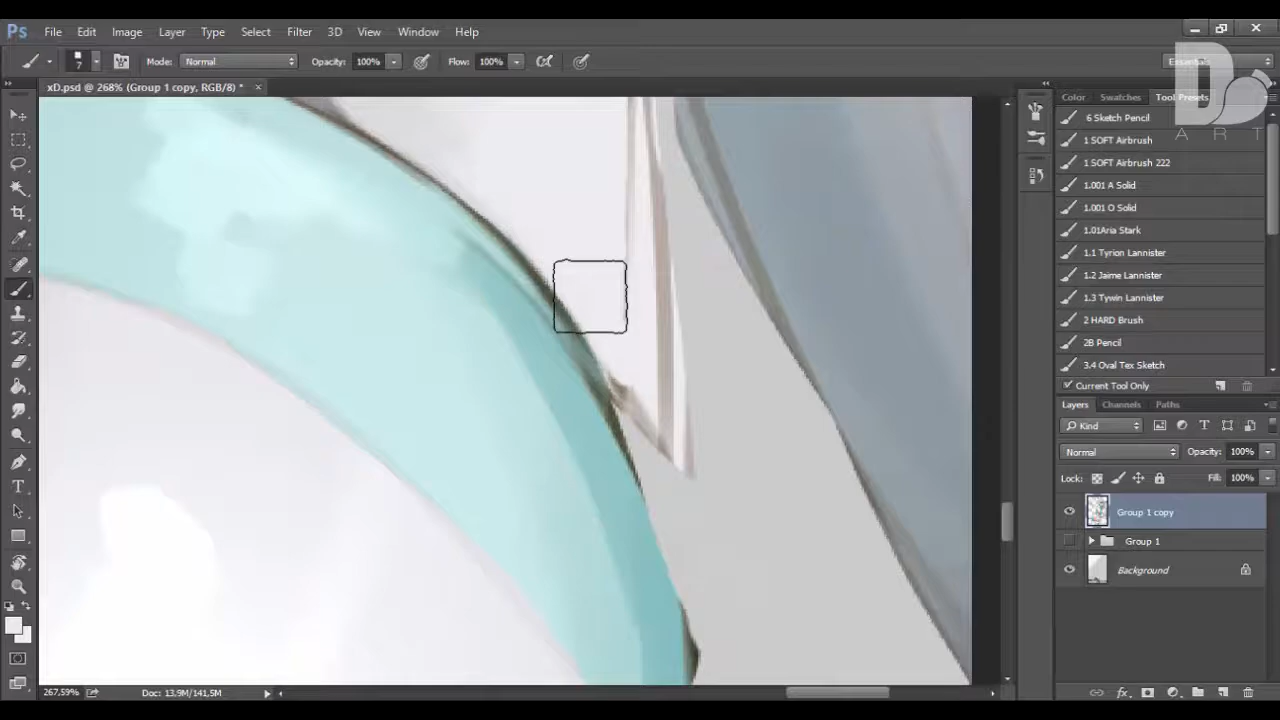 Ps File Edit Image Layer Type Select Filter 3D View Window Help
7 Mode: Normal Opacity: 100% Flow: 100% Essentials
xD.psd @ 268% (Group 1 copy, RGB/8) * ×
D
ART
Color Swatches Tool Presets
6 Sketch Pencil
1 SOFT Airbrush
1 SOFT Airbrush 222
1.001 A Solid
1.001 O Solid
1.01Aria Stark
1.1 Tyrion Lannister
1.2 Jaime Lannister
1.3 Tywin Lannister
2 HARD Brush
2B Pencil
3.4 Oval Tex Sketch
Current Tool Only
Layers Channels Paths
Kind
Normal Opacity: 100%
Lock: Fill: 100%
Group 1 copy
Group 1
Background
267,59% Doc: 13,9M/141,5M